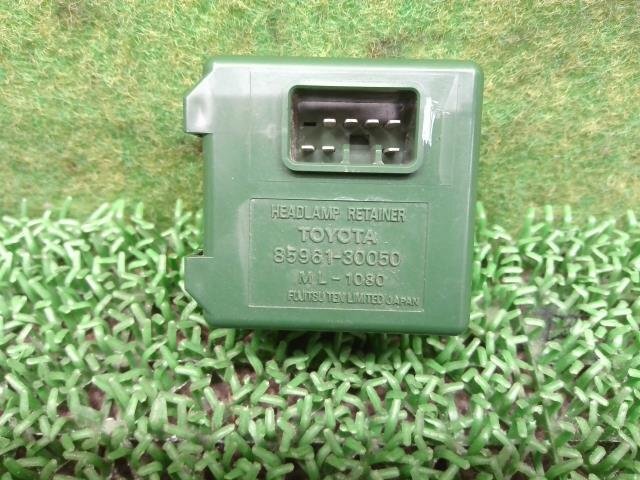 HEADLAMP RETAINER
TOYOTA
85961-30050
ML-1080
FUJITSU TEN LIMITED JAPAN